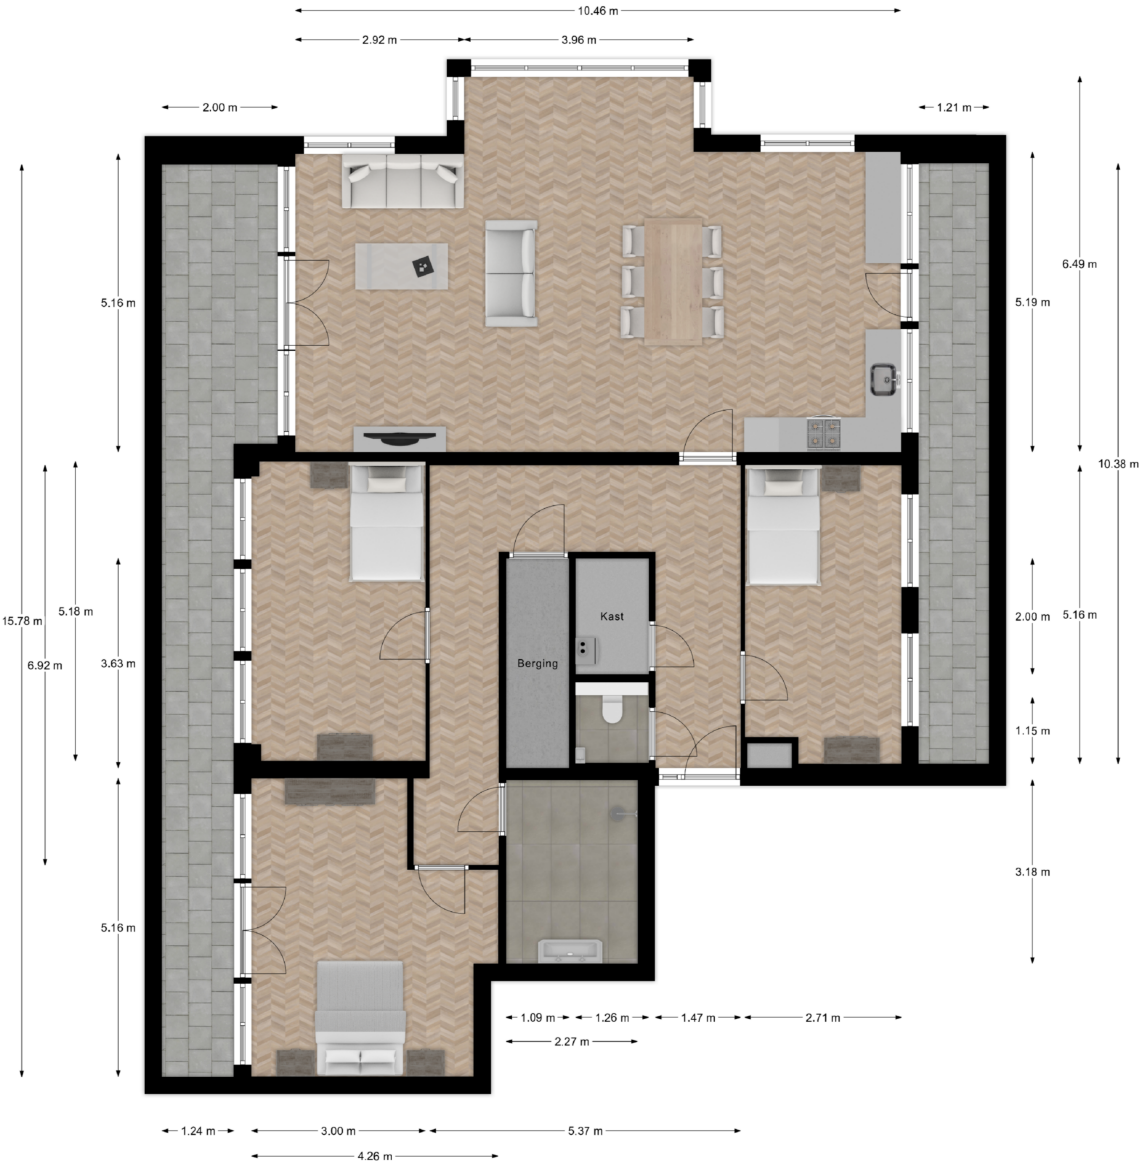 10.46 m
2.92 m
3.96 m
2.00 m
1.21 m
6.49 m
5.16 m
5.19 m
10.38 m
5.18 m
2.00 m
5.16 m
15.78 m
6.92 m
3.63 m
Kast
Berging
1.15 m
3.18 m
5.16 m
1.09 m
1.26 m
1.47 m
2.71 m
2.27 m
1.24 m
3.00 m
5.37 m
4.26 m